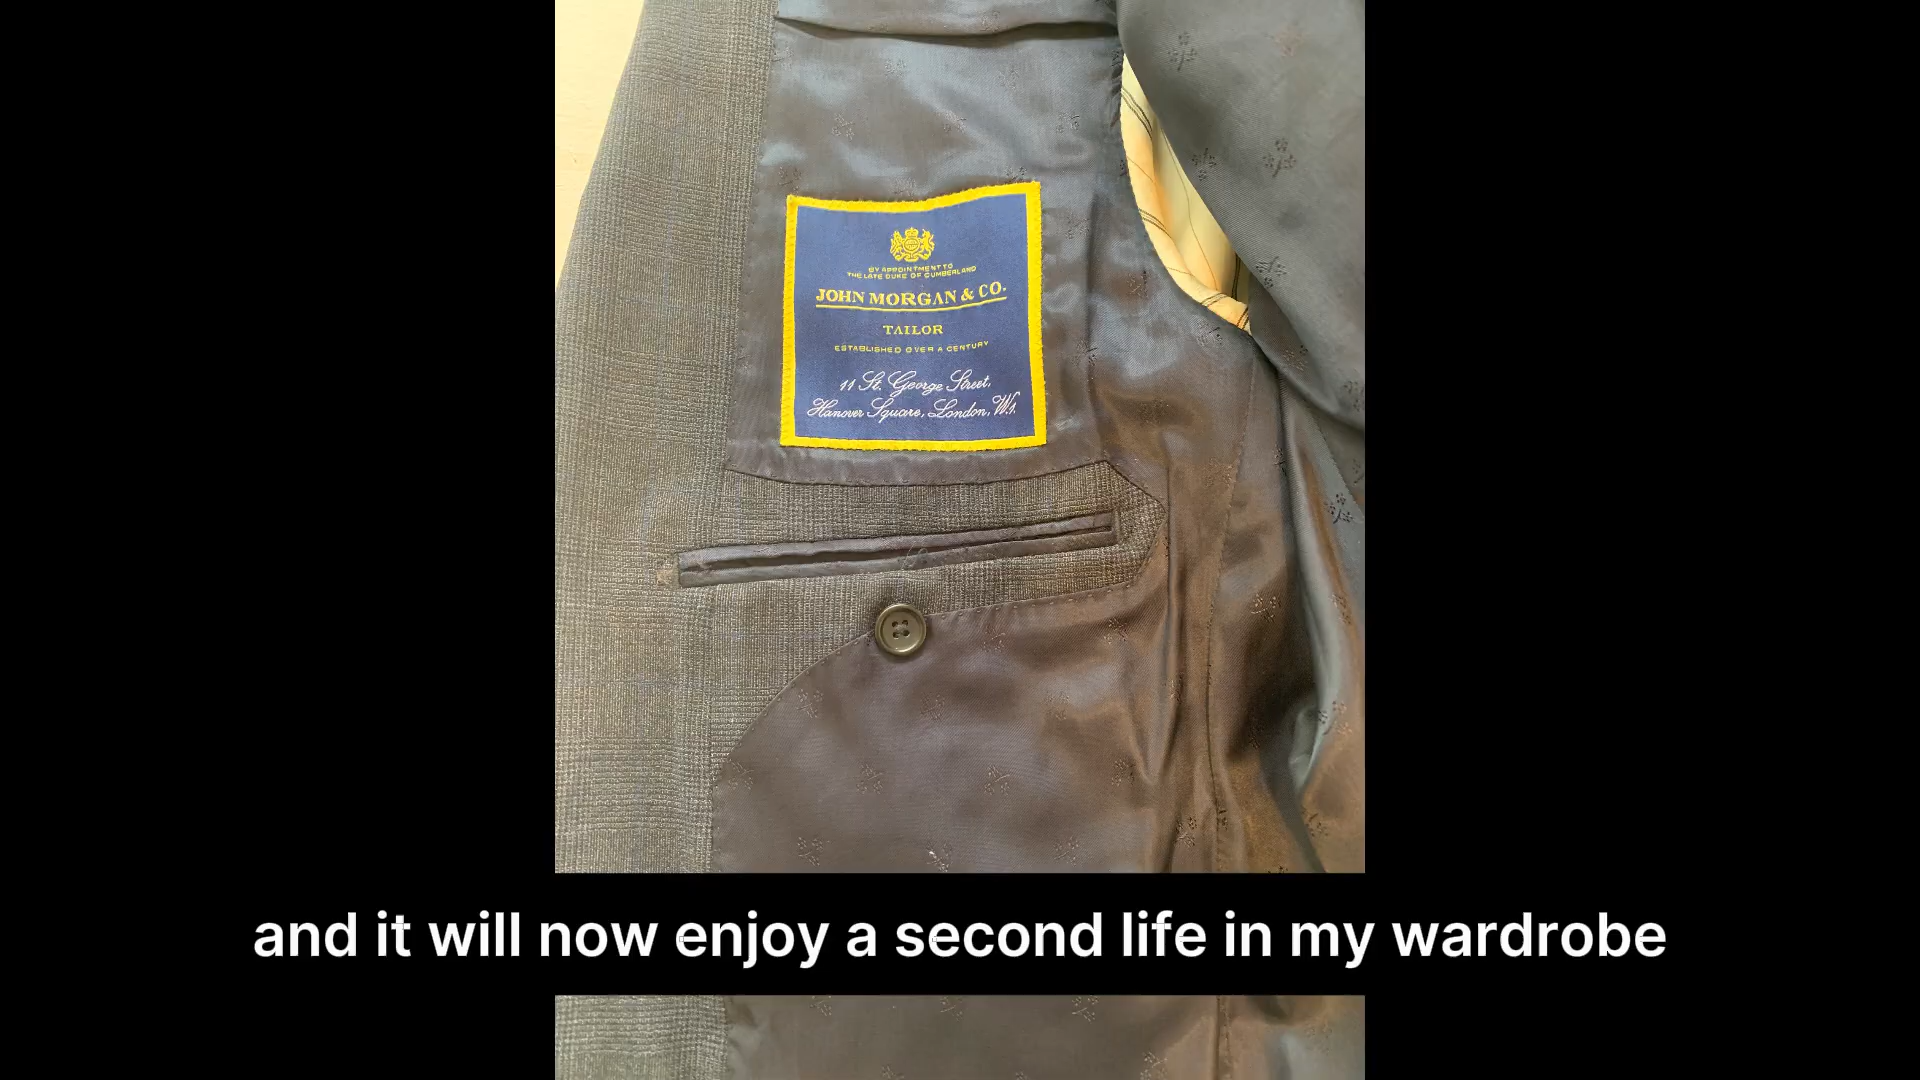 BY APPOINTMENT TO
THE LATE DUKE OF CUMBERLAND
JOHN MORGAN & CO.
TAILOR
ESTABLISHED OVER A CENTURY
11 St. George Street,
Hanover Square, London, W.1.
and it will now enjoy a second life in my wardrobe